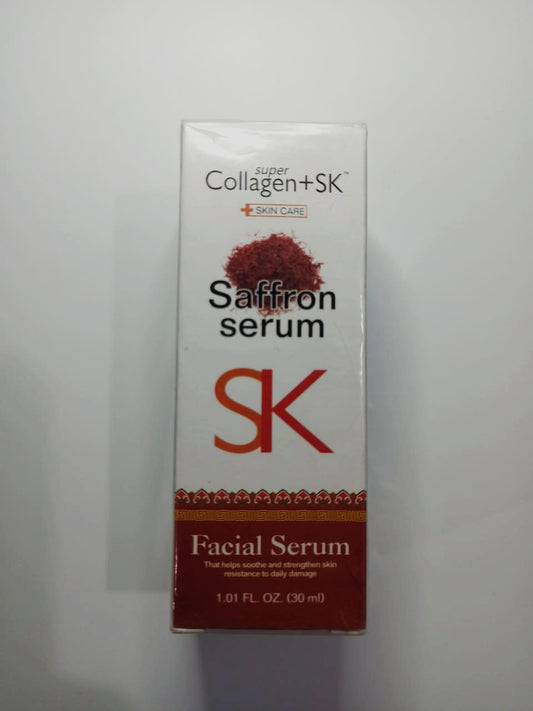 super
Collagen+SK™
SKIN CARE
Saffron
serum
SK
Facial Serum
That helps soothe and strengthen skin
resistance to daily damage
1.01 FL. OZ. (30 ml)